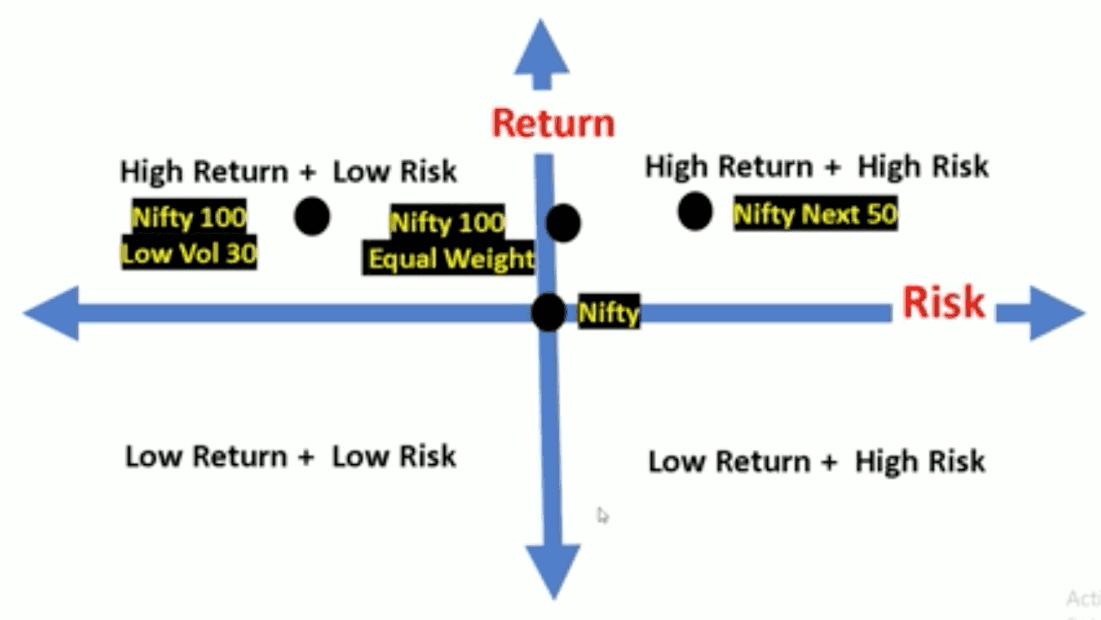 Return
High Return + Low Risk
High Return + High Risk
Nifty 100
Low Vol 30
Nifty 100
Equal Weight
Nifty Next 50
Nifty
Risk
Low Return + Low Risk
Low Return + High Risk
Acti